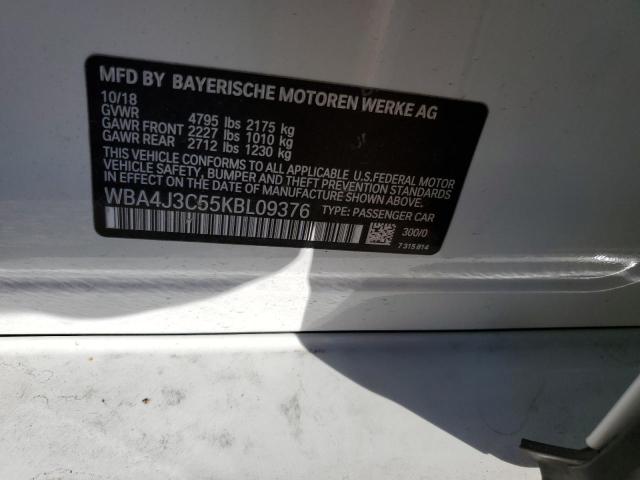 MFD BY BAYERISCHE MOTOREN WERKE AG
10/18
GVWR 4795 lbs 2175 kg
GAWR FRONT 2227 lbs 1010 kg
GAWR REAR 2712 lbs 1230 kg
THIS VEHICLE CONFORMS TO ALL APPLICABLE U.S.FEDERAL MOTOR
VEHICLE SAFETY, BUMPER AND THEFT PREVENTION STANDARDS
IN EFFECT ON THE DATE OF MANUFACTURE SHOWN ABOVE.
WBA4J3C55KBL09376 TYPE: PASSENGER CAR
300/0
7 315 814